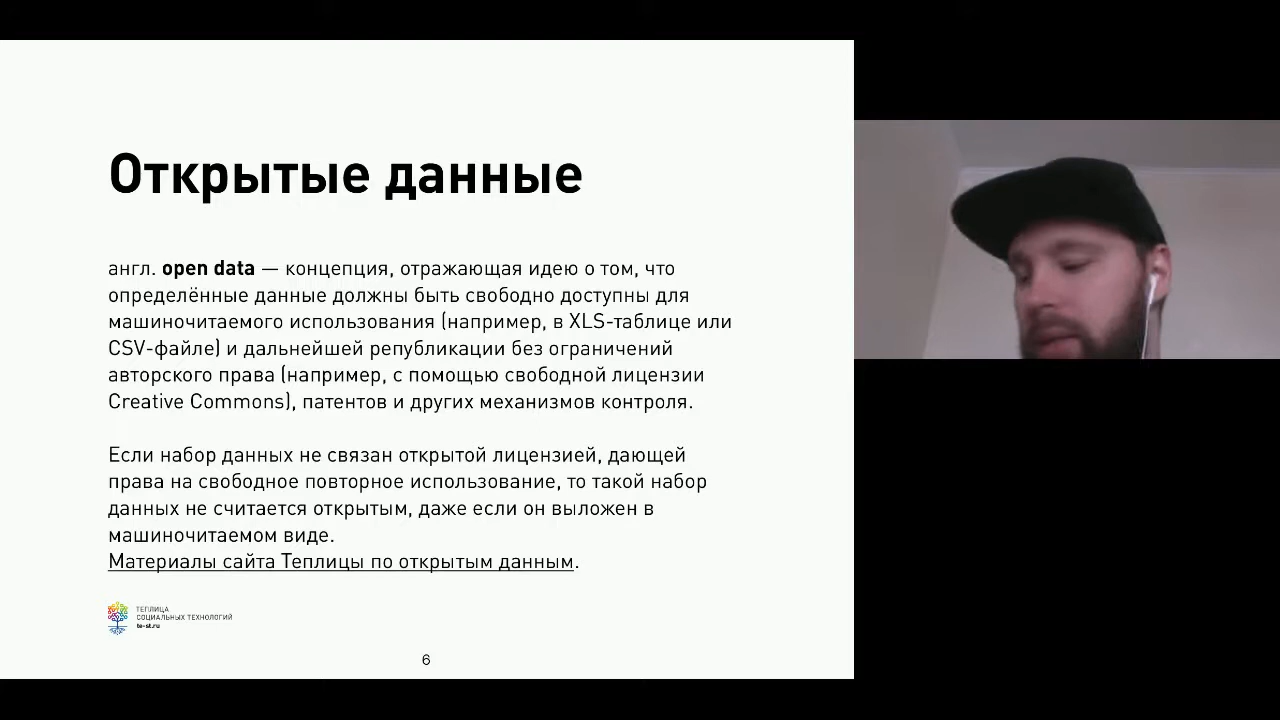 Открытые данные
англ. open data — концепция, отражающая идею о том, что
определённые данные должны быть свободно доступны для
машиночитаемого использования (например, в XLS-таблице или
CSV-файле) и дальнейшей републикации без ограничений
авторского права (например, с помощью свободной лицензии
Creative Commons), патентов и других механизмов контроля.
Если набор данных не связан открытой лицензией, дающей
права на свободное повторное использование, то такой набор
данных не считается открытым, даже если он выложен в
машиночитаемом виде.
Материалы сайта Теплицы по открытым данным.
ТЕПЛИЦА
СОЦИАЛЬНЫХ ТЕХНОЛОГИЙ
te-st.ru
6